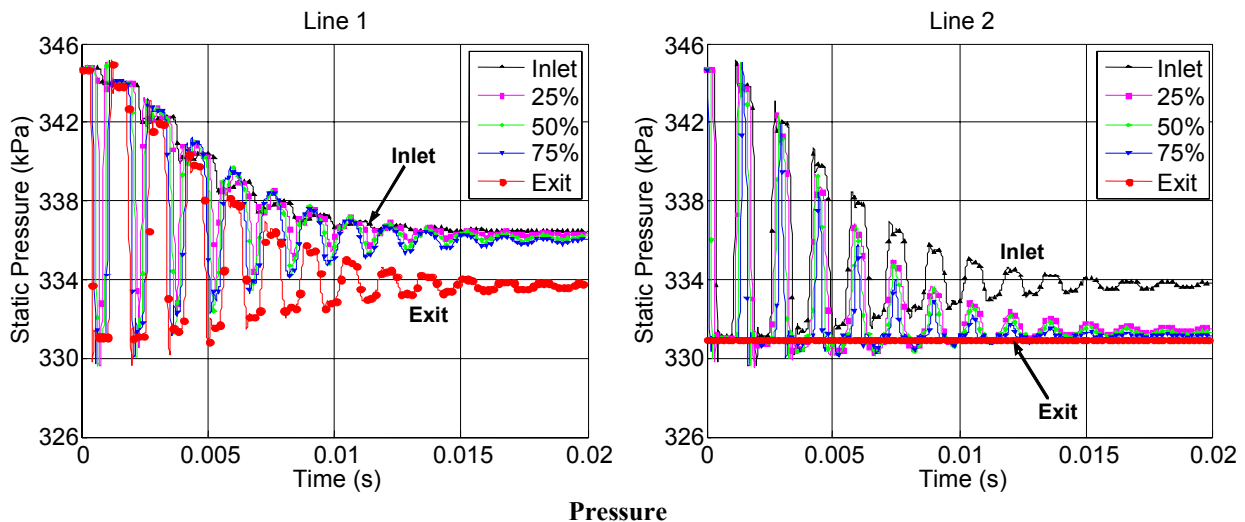 Line 1
346
342
338
334
330
326
Static Pressure (kPa)
0
0.005
0.01
0.015
0.02
Time (s)
Inlet
25%
50%
75%
Exit
Inlet
Exit
Line 2
346
342
338
334
330
326
Static Pressure (kPa)
0
0.005
0.01
0.015
0.02
Time (s)
Inlet
25%
50%
75%
Exit
Inlet
Exit
Pressure